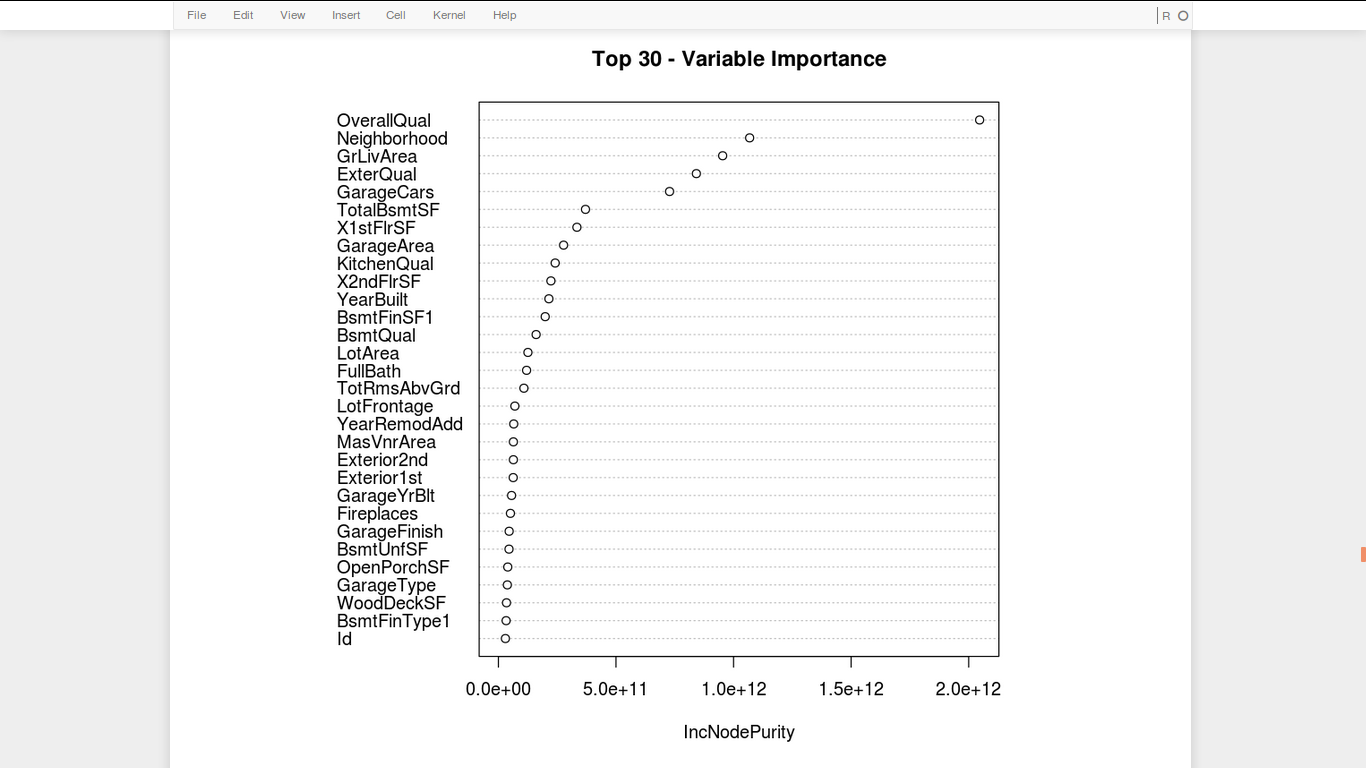 File Edit View Insert Cell Kernel Help R
Top 30 - Variable Importance
OverallQual
Neighborhood
GrLivArea
ExterQual
GarageCars
TotalBsmtSF
X1stFlrSF
GarageArea
KitchenQual
X2ndFlrSF
YearBuilt
BsmtFinSF1
BsmtQual
LotArea
FullBath
TotRmsAbvGrd
LotFrontage
YearRemodAdd
MasVnrArea
Exterior2nd
Exterior1st
GarageYrBlt
Fireplaces
GarageFinish
BsmtUnfSF
OpenPorchSF
GarageType
WoodDeckSF
BsmtFinType1
Id
0.0e+00 5.0e+11 1.0e+12 1.5e+12 2.0e+12
IncNodePurity